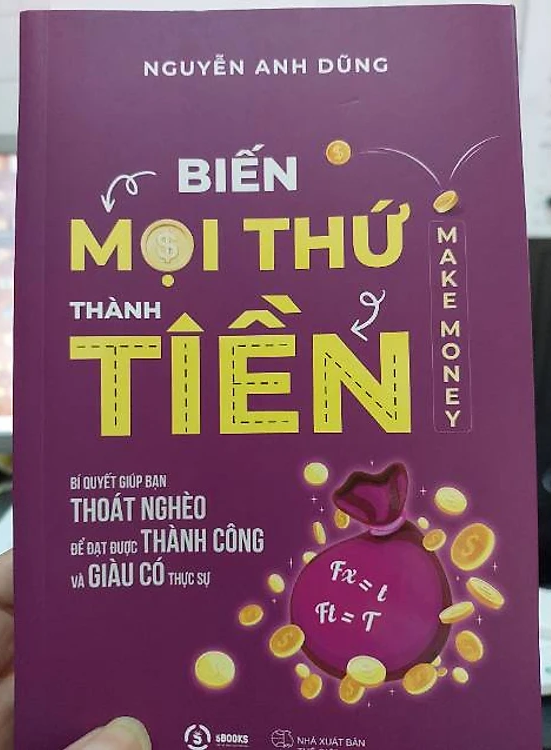 NGUYỄN ANH DŨNG
BIẾN
MỌI THỨ
THÀNH
TIỀN
MAKE MONEY
BÍ QUYẾT GIÚP BẠN
THOÁT NGHÈO
ĐỂ ĐẠT ĐƯỢC THÀNH CÔNG
VÀ GIÀU CÓ THỰC SỰ
Fx = t
Ft = T
5BOOKS
NHÀ XUẤT BẢN